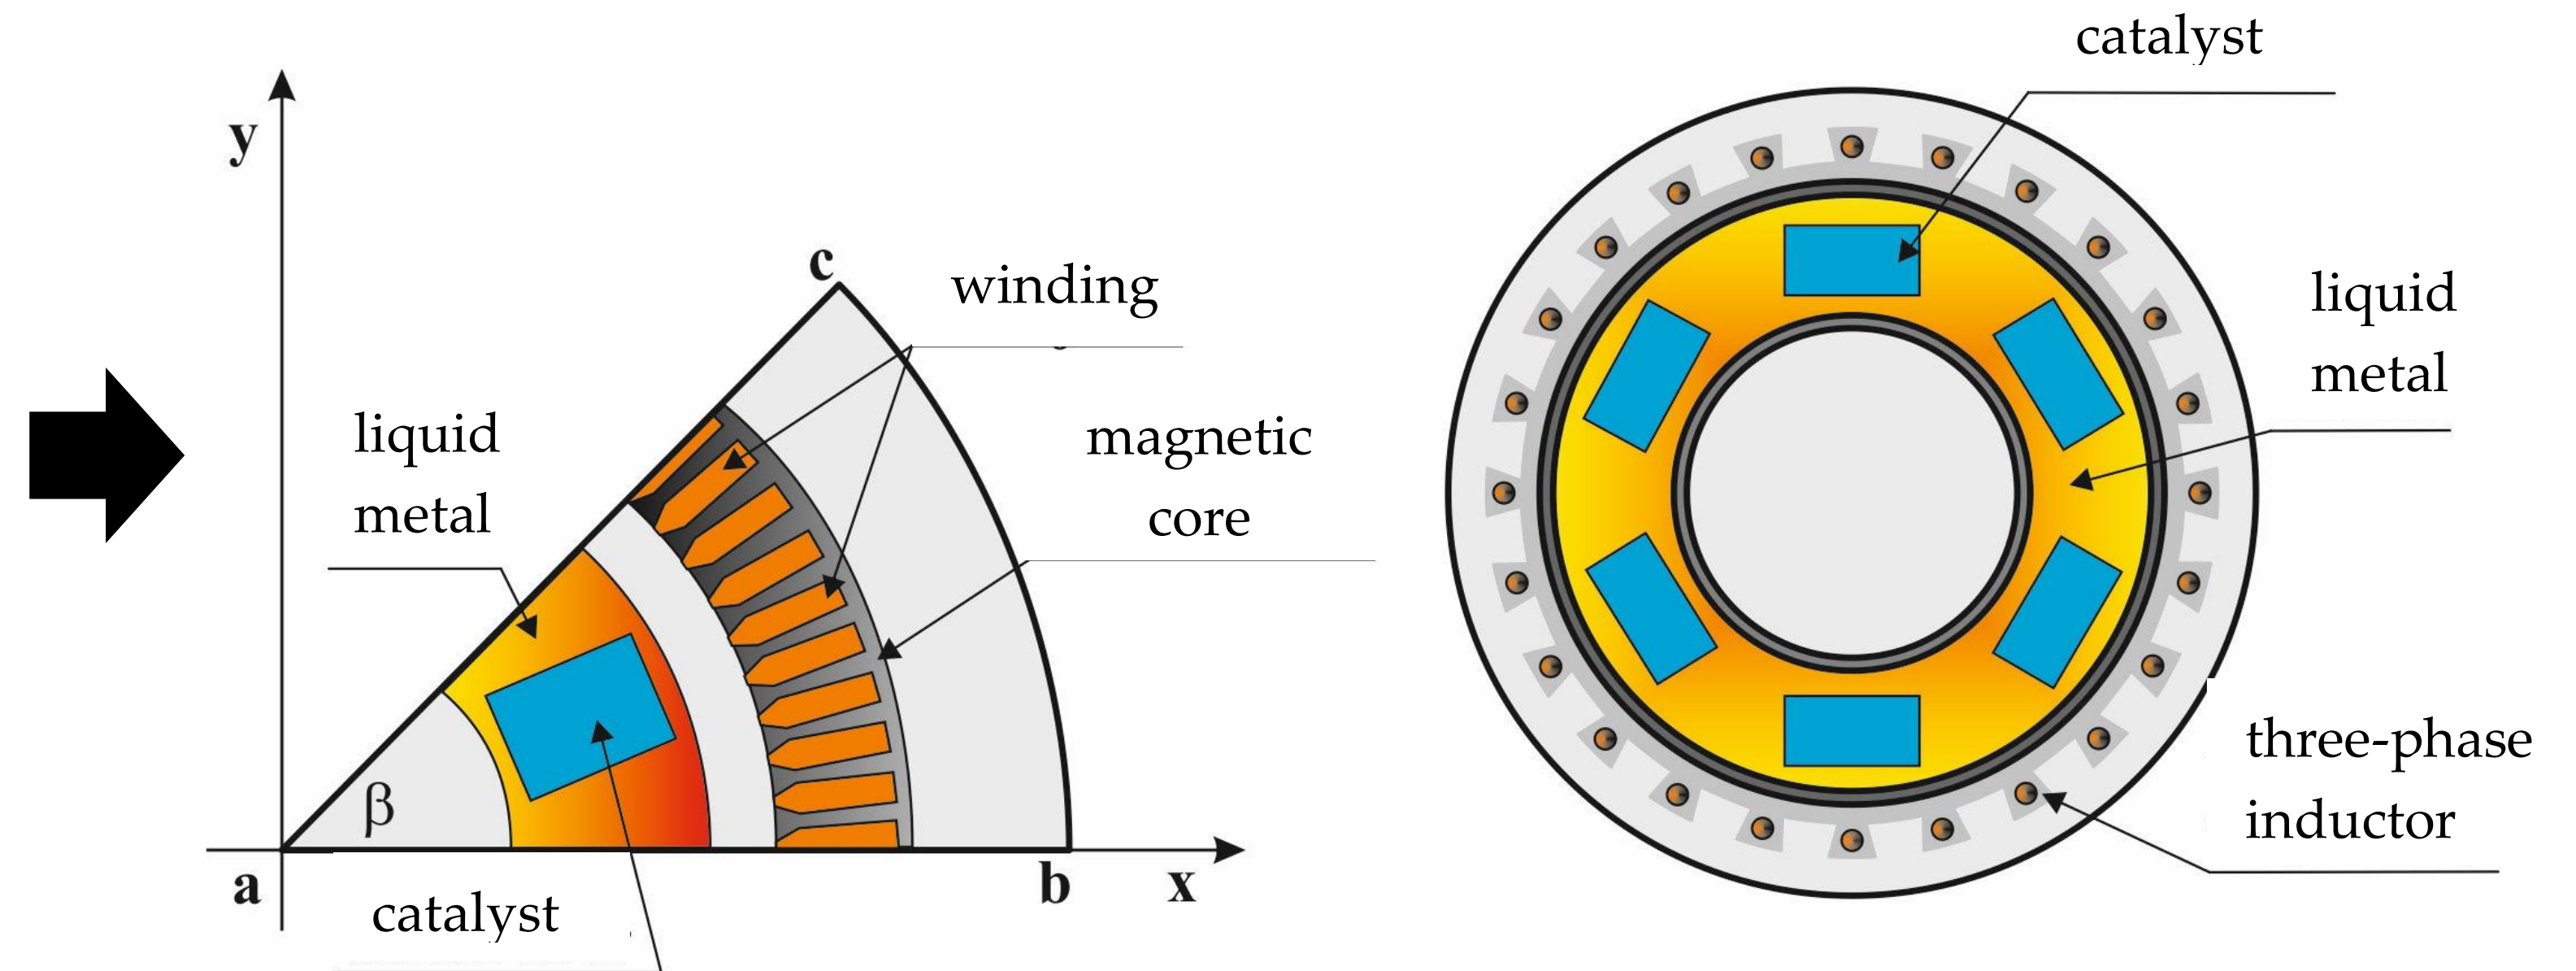 catalyst
y
c
winding
liquid
metal
magnetic
core
liquid
metal
β
three-phase
inductor
a
b
x
catalyst